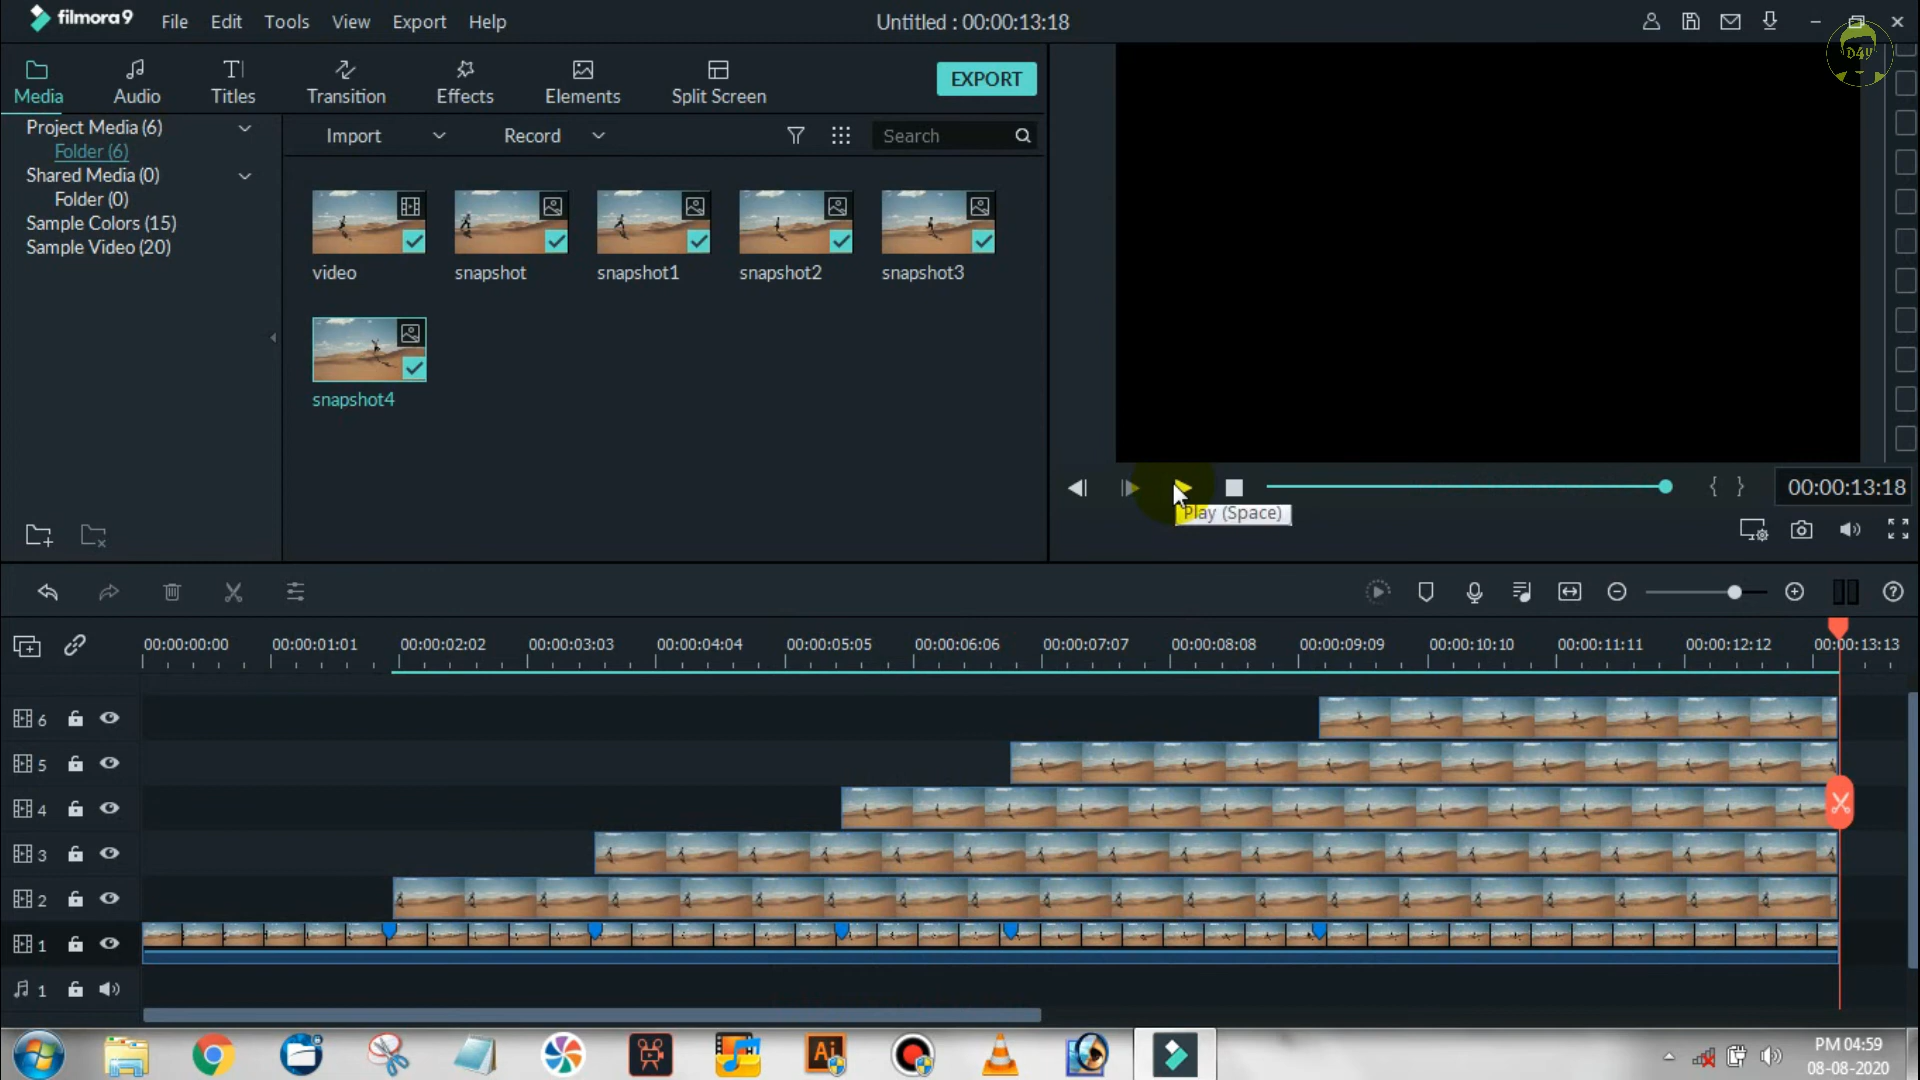 filmora9
File Edit Tools View Export Help
Untitled : 00:00:13:18
D4Y
Media Audio Titles Transition Effects Elements Split Screen
EXPORT
Project Media (6)
Folder (6)
Shared Media (0)
Folder (0)
Sample Colors (15)
Sample Video (20)
Import Record Search
video snapshot snapshot1 snapshot2 snapshot3
snapshot4
00:00:13:18
Play (Space)
00:00:00:00 00:00:01:01 00:00:02:02 00:00:03:03 00:00:04:04 00:00:05:05 00:00:06:06 00:00:07:07 00:00:08:08 00:00:09:09 00:00:10:10 00:00:11:11 00:00:12:12 00:00:13:13
6
5
4
3
2
1
1
Ai
PM 04:59
08-08-2020